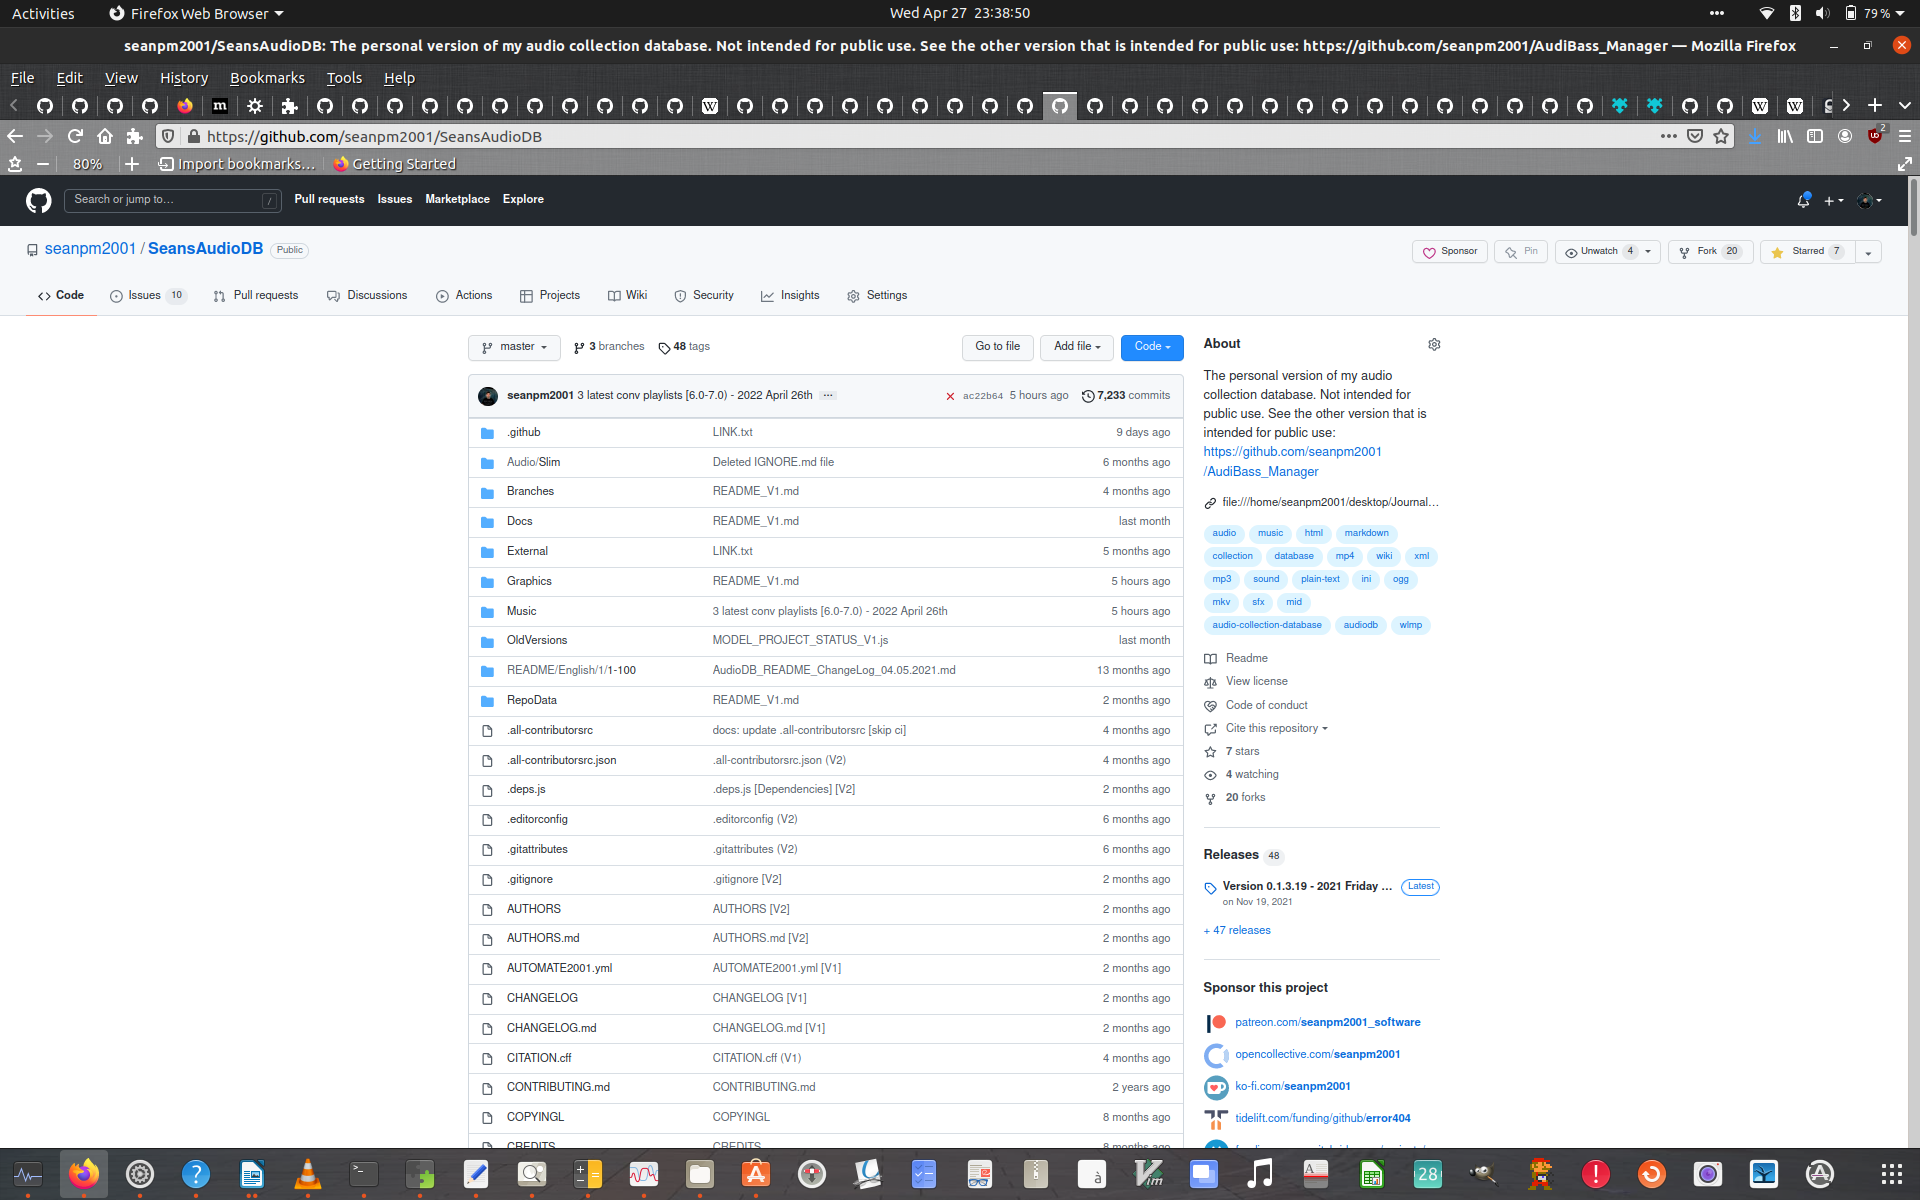 Activities
Firefox Web Browser
Wed Apr 27 23:38:50
79 %
seanpm2001/SeansAudioDB: The personal version of my audio collection database. Not intended for public use. See the other version that is intended for public use: https://github.com/seanpm2001/AudiBass_Manager — Mozilla Firefox
File Edit View History Bookmarks Tools Help
https://github.com/seanpm2001/SeansAudioDB
2
80%
Import bookmarks...
Getting Started
Search or jump to...
/
Pull requests Issues Marketplace Explore
seanpm2001 / SeansAudioDB Public
Sponsor
Pin
Unwatch 4
Fork 20
Starred 7
Code
Issues 10
Pull requests
Discussions
Actions
Projects
Wiki
Security
Insights
Settings
master
3 branches
48 tags
Go to file
Add file
Code
seanpm2001 3 latest conv playlists [6.0-7.0) - 2022 April 26th ... ac22b64 5 hours ago 7,233 commits
.github LINK.txt 9 days ago
Audio/Slim Deleted IGNORE.md file 6 months ago
Branches README_V1.md 4 months ago
Docs README_V1.md last month
External LINK.txt 5 months ago
Graphics README_V1.md 5 hours ago
Music 3 latest conv playlists [6.0-7.0) - 2022 April 26th 5 hours ago
OldVersions MODEL_PROJECT_STATUS_V1.js last month
README/English/1/1-100 AudioDB_README_ChangeLog_04.05.2021.md 13 months ago
RepoData README_V1.md 2 months ago
.all-contributorsrc docs: update .all-contributorsrc [skip ci] 4 months ago
.all-contributorsrc.json .all-contributorsrc.json (V2) 4 months ago
.deps.js .deps.js [Dependencies] [V2] 2 months ago
.editorconfig .editorconfig (V2) 6 months ago
.gitattributes .gitattributes (V2) 6 months ago
.gitignore .gitignore [V2] 2 months ago
AUTHORS AUTHORS [V2] 2 months ago
AUTHORS.md AUTHORS.md [V2] 2 months ago
AUTOMATE2001.yml AUTOMATE2001.yml [V1] 2 months ago
CHANGELOG CHANGELOG [V1] 2 months ago
CHANGELOG.md CHANGELOG.md [V1] 2 months ago
CITATION.cff CITATION.cff (V1) 4 months ago
CONTRIBUTING.md CONTRIBUTING.md 2 years ago
COPYINGL COPYINGL 8 months ago
CREDITS CREDITS 8 months ago
About
The personal version of my audio
collection database. Not intended for
public use. See the other version that is
intended for public use:
https://github.com/seanpm2001
/AudiBass_Manager
file:///home/seanpm2001/desktop/Journal...
audio music html markdown
collection database mp4 wiki xml
mp3 sound plain-text ini ogg
mkv sfx mid
audio-collection-database audiodb wlmp
Readme
View license
Code of conduct
Cite this repository
7 stars
4 watching
20 forks
Releases 48
Version 0.1.3.19 - 2021 Friday ... Latest
on Nov 19, 2021
+ 47 releases
Sponsor this project
patreon.com/seanpm2001_software
opencollective.com/seanpm2001
ko-fi.com/seanpm2001
tidelift.com/funding/github/error404
28